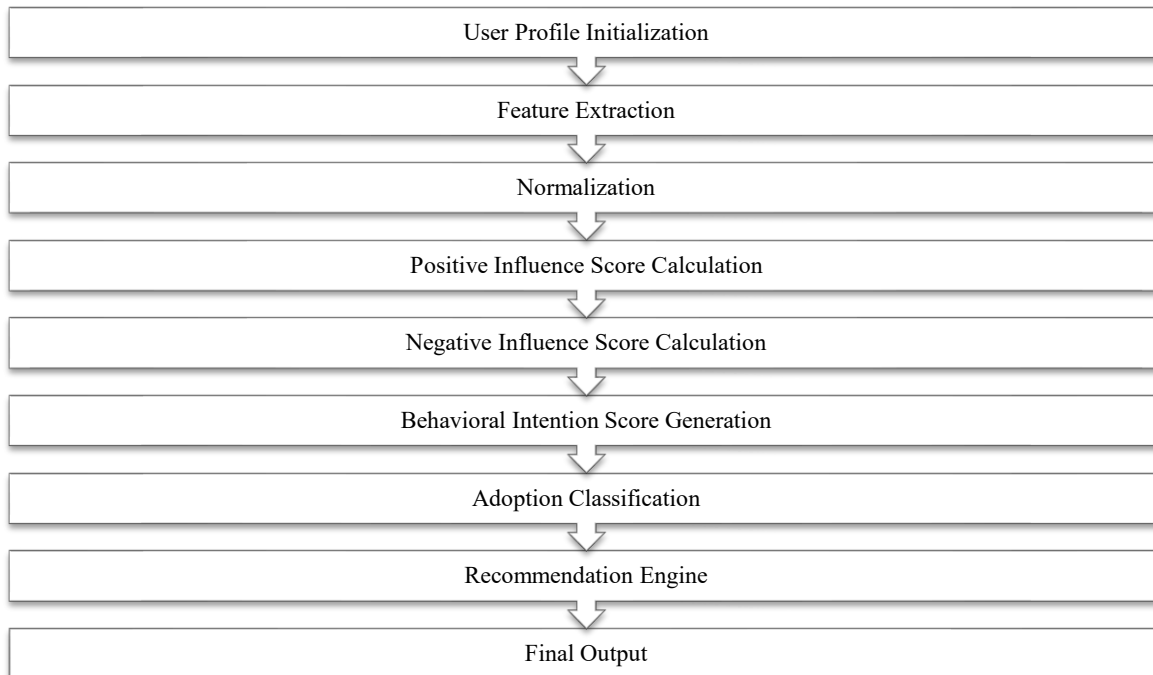 User Profile Initialization
Feature Extraction
Normalization
Positive Influence Score Calculation
Negative Influence Score Calculation
Behavioral Intention Score Generation
Adoption Classification
Recommendation Engine
Final Output